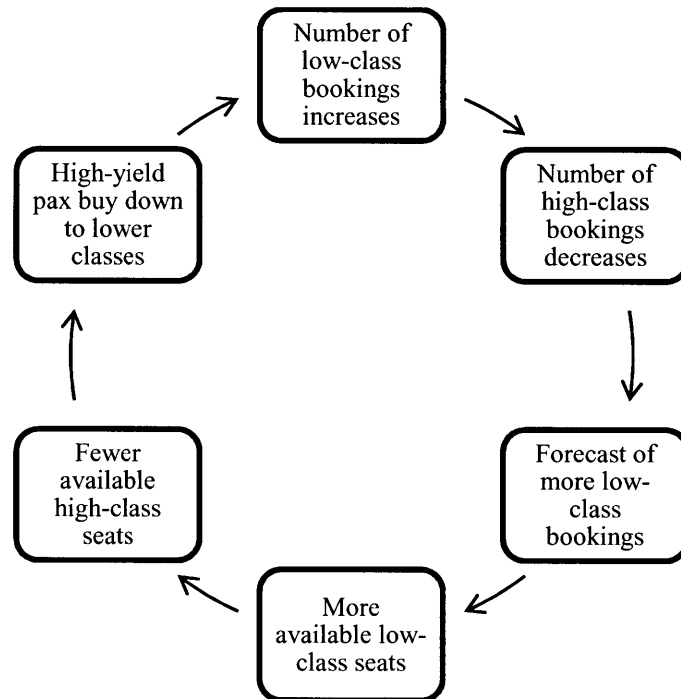 Number of
low-class
bookings
increases
Number of
high-class
bookings
decreases
Forecast of
more low-
class
bookings
More
available low-
class seats
Fewer
available
high-class
seats
High-yield
pax buy down
to lower
classes